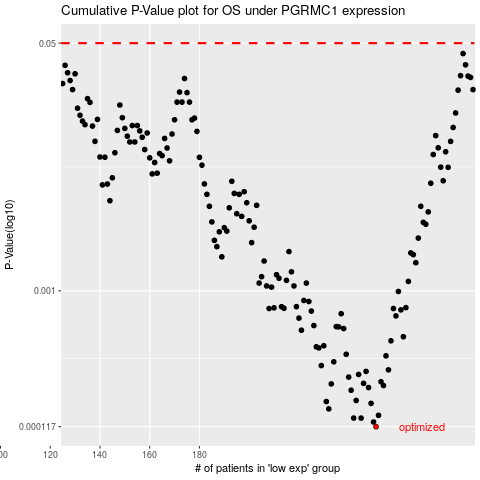 Cumulative P-Value plot for OS under PGRMC1 expression
0.05
0.001
0.000117
optimized
P-Value(log10)
00 120 140 160 180
# of patients in 'low exp' group